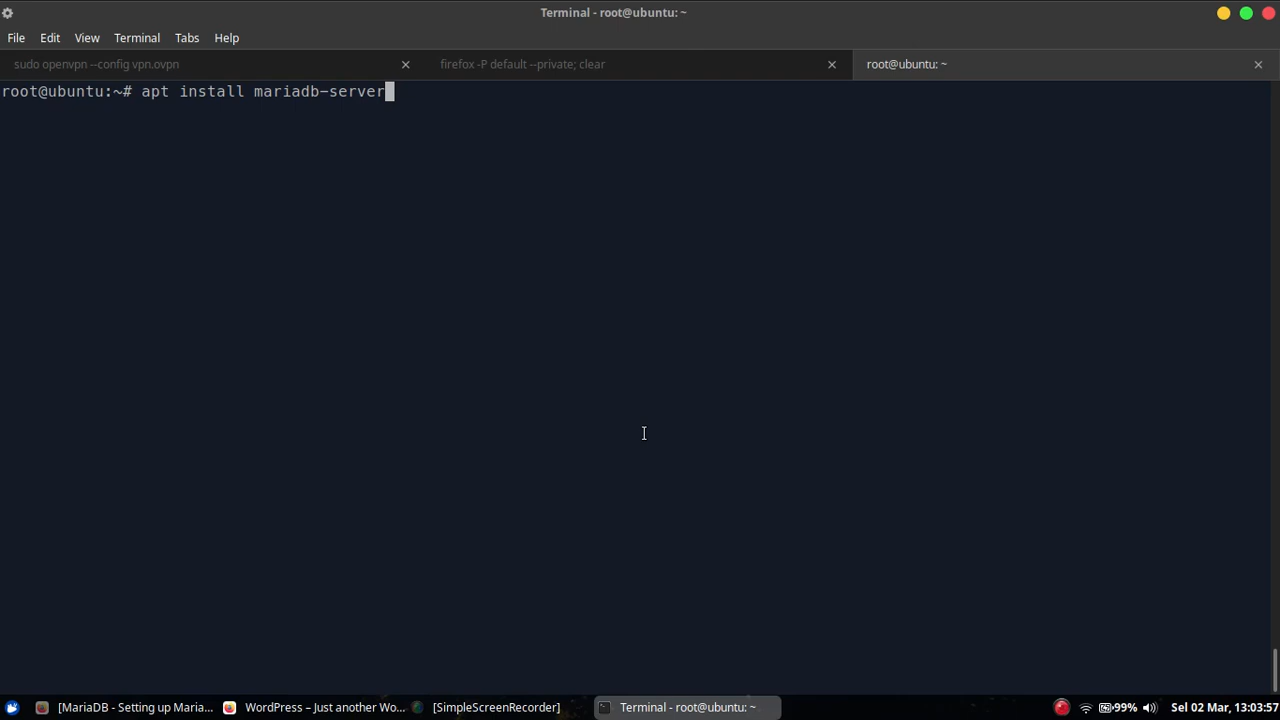 Terminal - root@ubuntu: ~
File Edit View Terminal Tabs Help
sudo openvpn --config vpn.ovpn
firefox -P default --private; clear
root@ubuntu: ~
root@ubuntu:~# apt install mariadb-server
[MariaDB - Setting up Maria...
WordPress – Just another Wo...
[SimpleScreenRecorder]
Terminal - root@ubuntu: ~
99%
Sel 02 Mar, 13:03:57